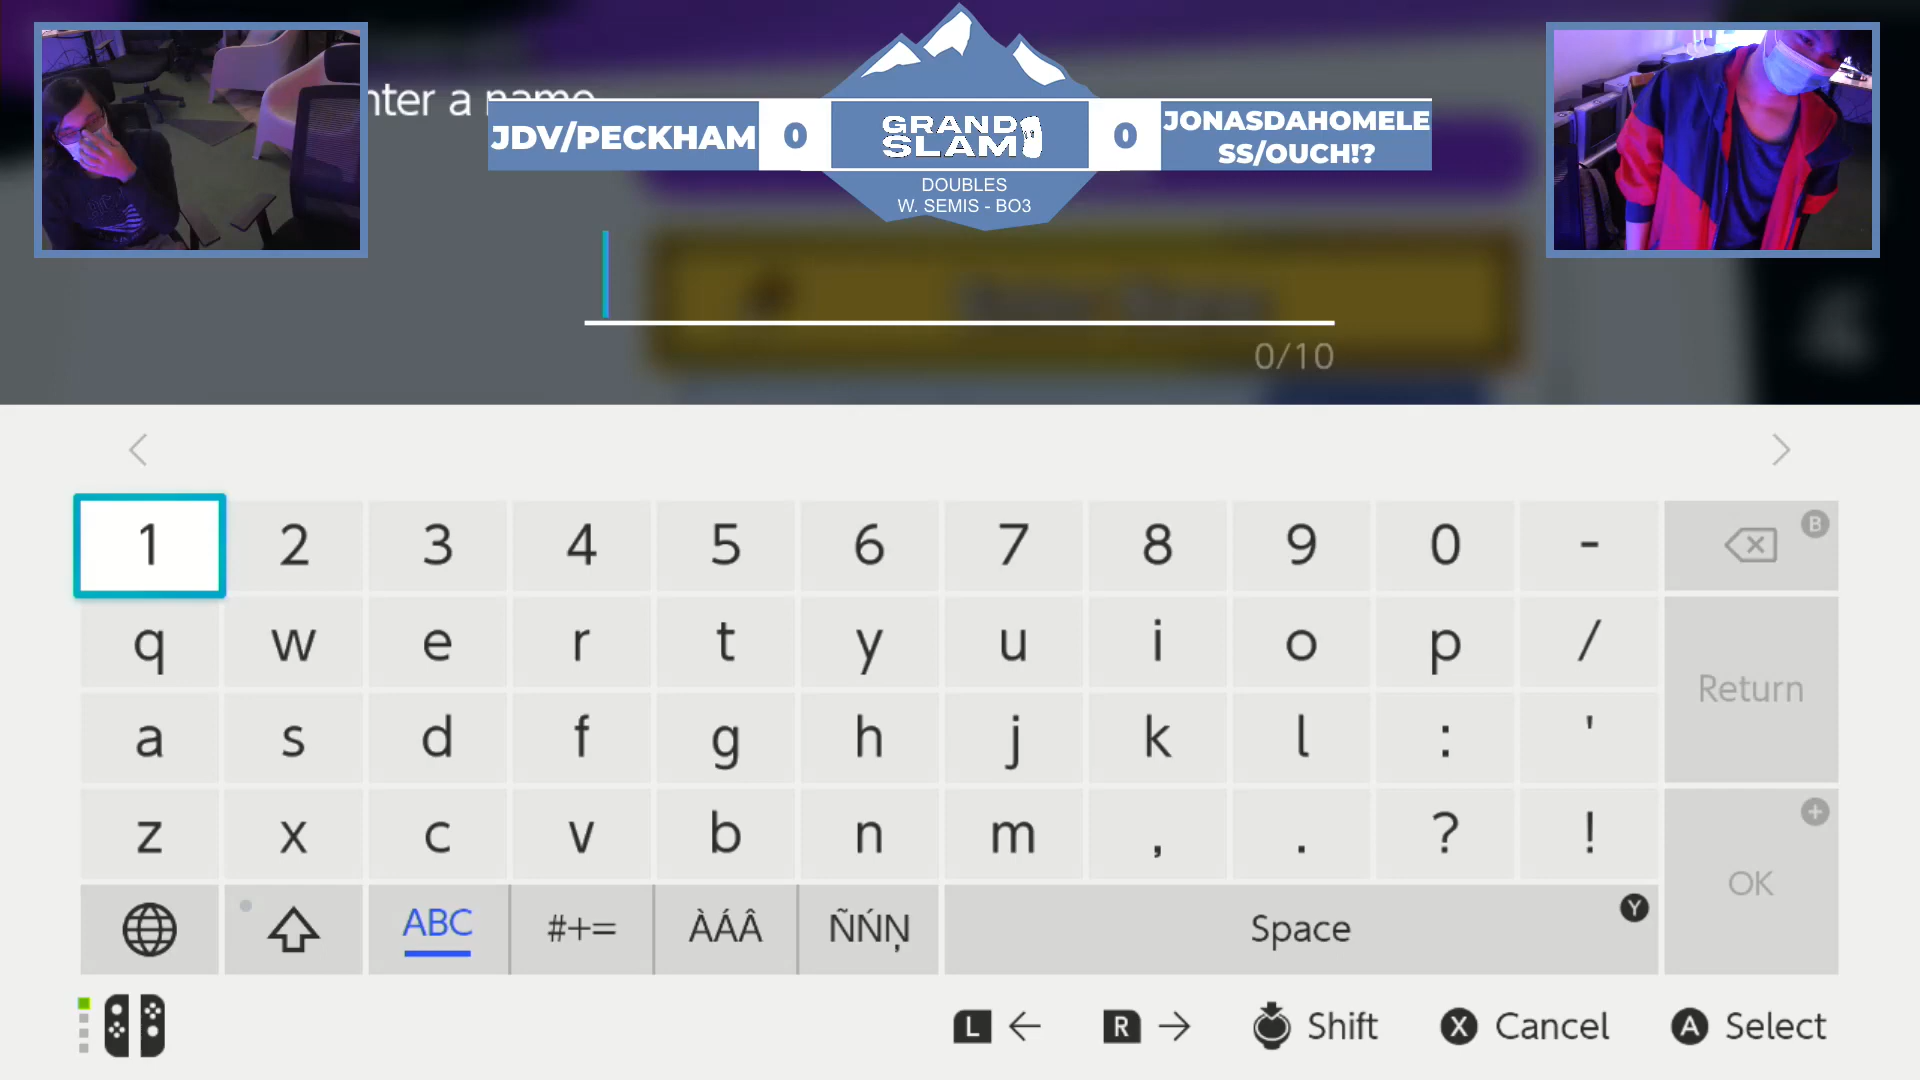 nter a name
JDV/PECKHAM 0 GRAND SLAM 0 JONASDAHOMELE
SS/OUCH!?
DOUBLES
W. SEMIS - BO3
0/10
1 2 3 4 5 6 7 8 9 0 - B
q w e r t y u i o p /
Return
a s d f g h j k l : '
z x c v b n m , . ? ! +
OK
ABC #+= ÀÁÂ ÑŃŅ Space Y
L ← R → Shift X Cancel A Select